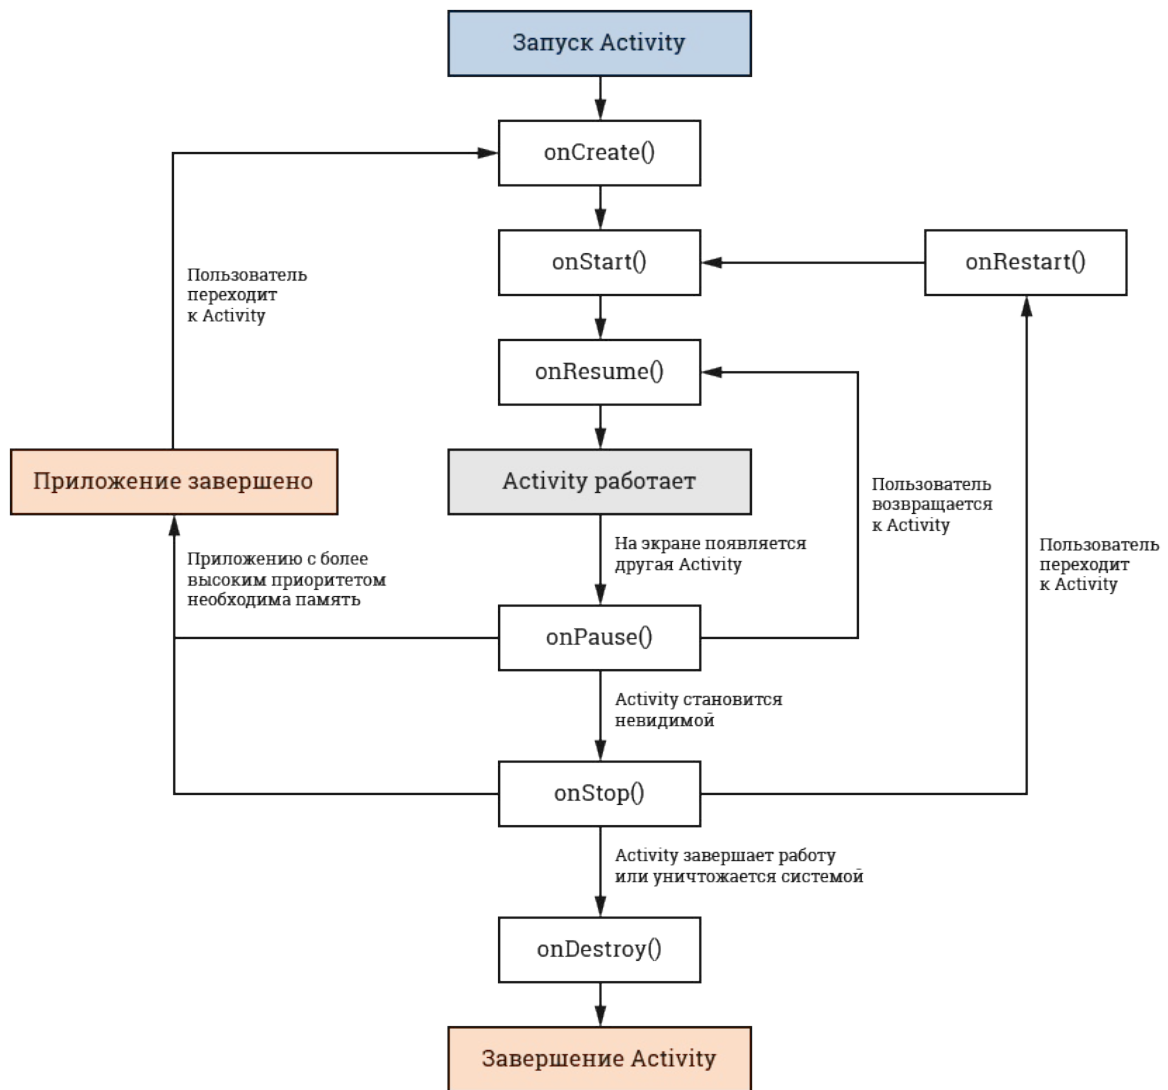 Запуск Activity
onCreate()
onStart()
onRestart()
Пользователь
переходит
к Activity
onResume()
Приложение завершено
Activity работает
Пользователь
возвращается
к Activity
На экране появляется
другая Activity
Пользователь
переходит
к Activity
Приложению с более
высоким приоритетом
необходима память
onPause()
Activity становится
невидимой
onStop()
Activity завершает работу
или уничтожается системой
onDestroy()
Завершение Activity